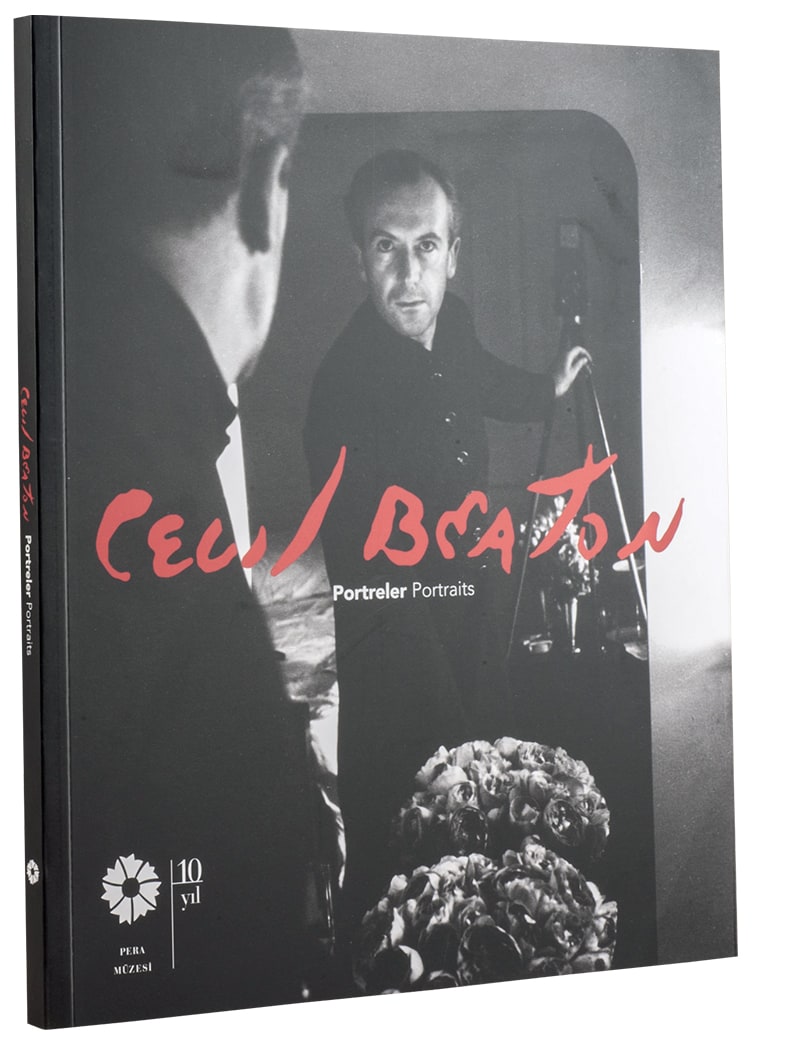 Cecil Beaton
Portreler Portraits
10
yıl
PERA
MÜZESİ
Cecil Beaton Portreler Portraits